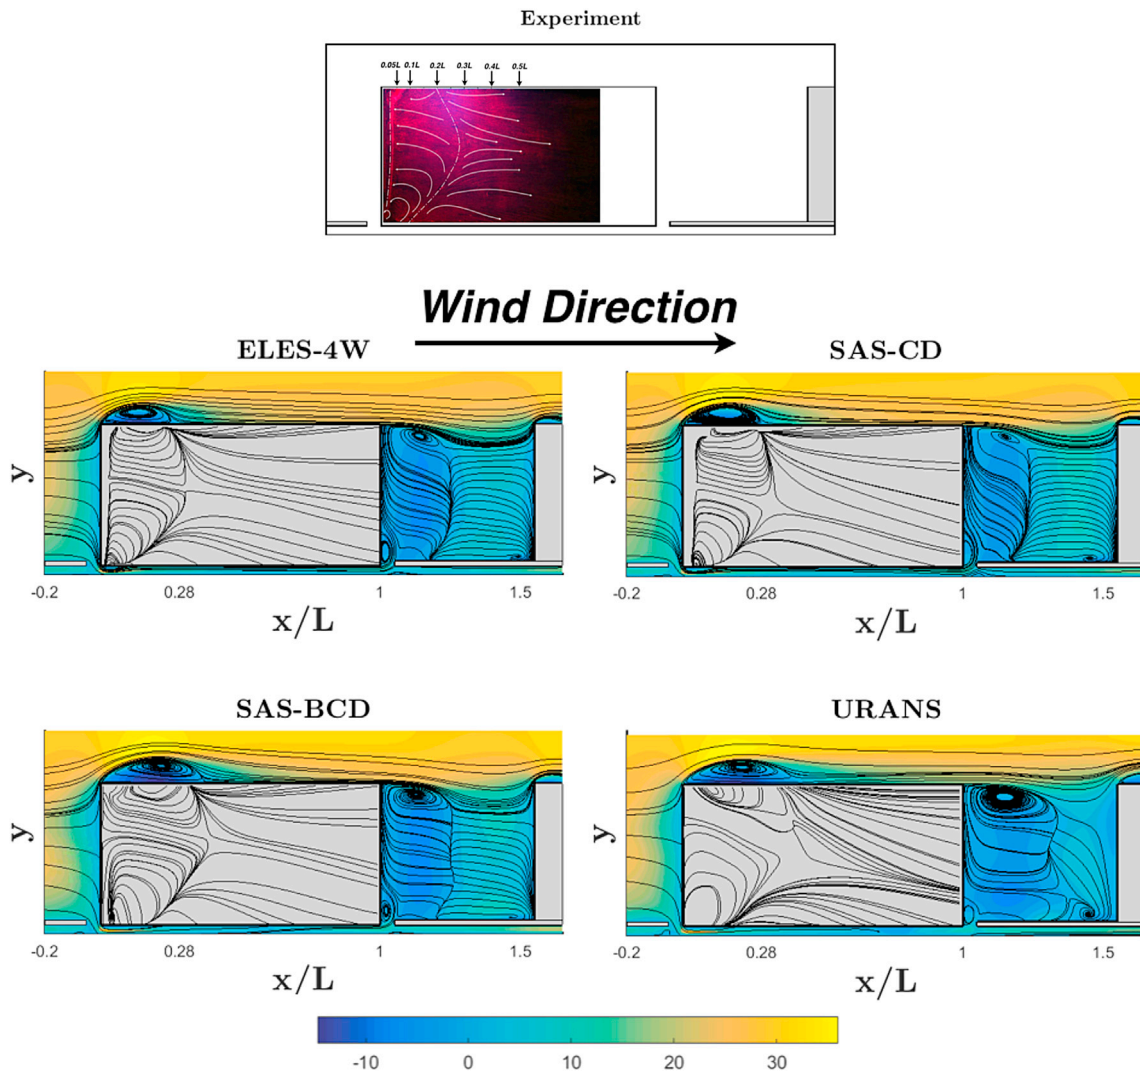 Experiment
0.05L 0.1L 0.2L 0.3L 0.4L 0.5L
Wind Direction
ELES-4W SAS-CD
y y
-0.2 0.28 1 1.5 -0.2 0.28 1 1.5
x/L x/L
SAS-BCD URANS
y y
-0.2 0.28 1 1.5 -0.2 0.28 1 1.5
x/L x/L
-10 0 10 20 30